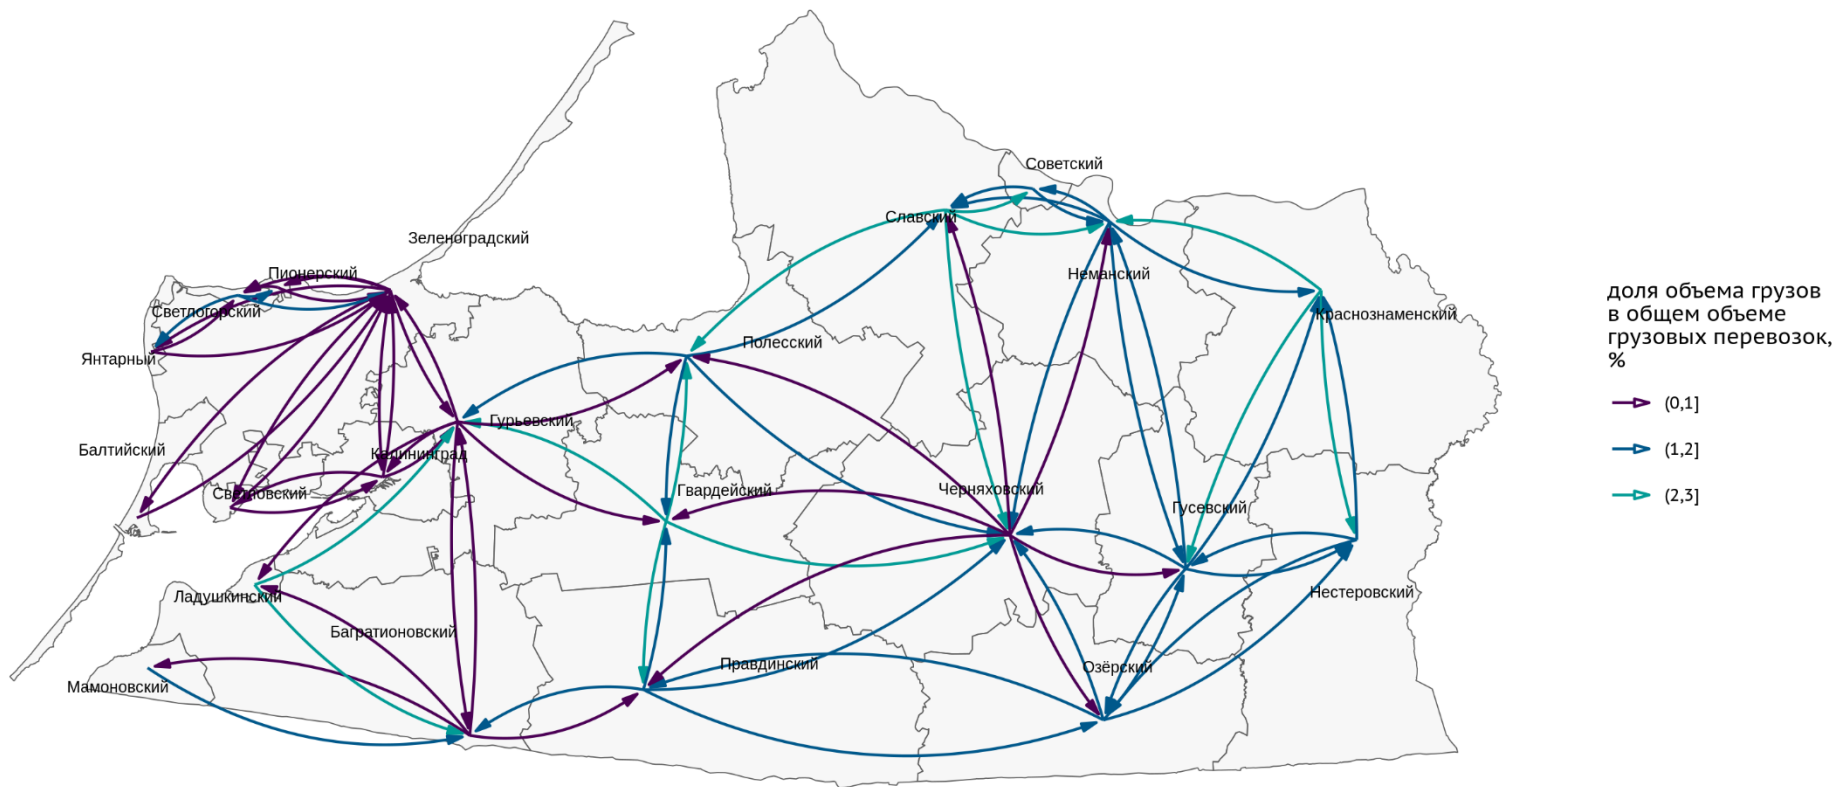 Советский
Славский
Зеленоградский
Пионерский
Неманский
Светлогорский
Краснознаменский
Полесский
Янтарный
Гурьевский
Балтийский
Калининград
Светловский
Гвардейский
Черняховский
Гусевский
Ладушкинский
Нестеровский
Багратионовский
Правдинский
Озёрский
Мамоновский
доля объема грузов
в общем объеме
грузовых перевозок,
%
(0,1]
(1,2]
(2,3]